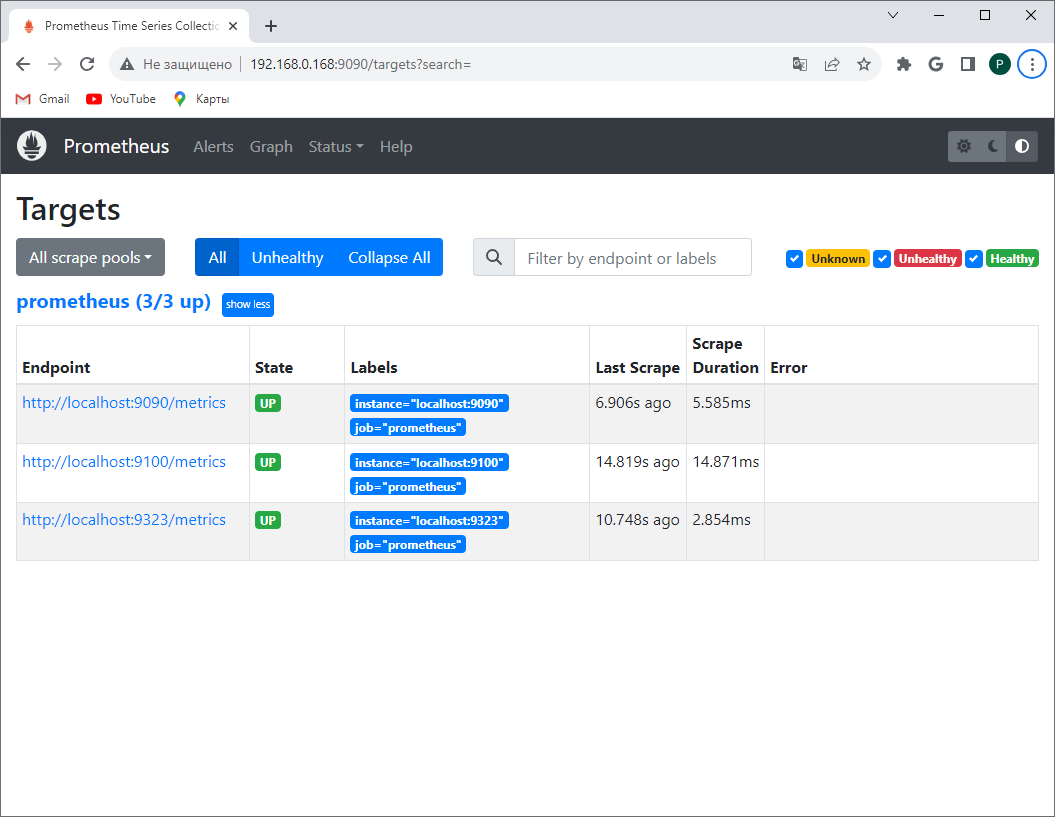 Prometheus Time Series Collectic
Не защищено 192.168.0.168:9090/targets?search=
P
Gmail YouTube Карты
Prometheus Alerts Graph Status Help
Targets
All scrape pools All Unhealthy Collapse All Filter by endpoint or labels Unknown Unhealthy Healthy
prometheus (3/3 up) show less
Endpoint State Labels Last Scrape Scrape Duration Error
http://localhost:9090/metrics UP instance="localhost:9090" 6.906s ago 5.585ms
job="prometheus"
http://localhost:9100/metrics UP instance="localhost:9100" 14.819s ago 14.871ms
job="prometheus"
http://localhost:9323/metrics UP instance="localhost:9323" 10.748s ago 2.854ms
job="prometheus"